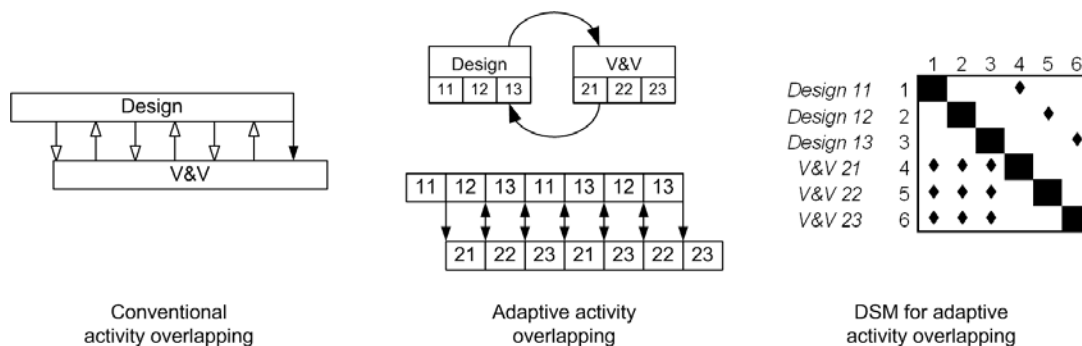 Design
V&V
Conventional
activity overlapping
Design
11 12 13
V&V
21 22 23
11 12 13 11 13 12 13
21 22 23 21 23 22 23
Adaptive activity
overlapping
1 2 3 4 5 6
Design 11 1
Design 12 2
Design 13 3
V&V 21 4
V&V 22 5
V&V 23 6
DSM for adaptive
activity overlapping